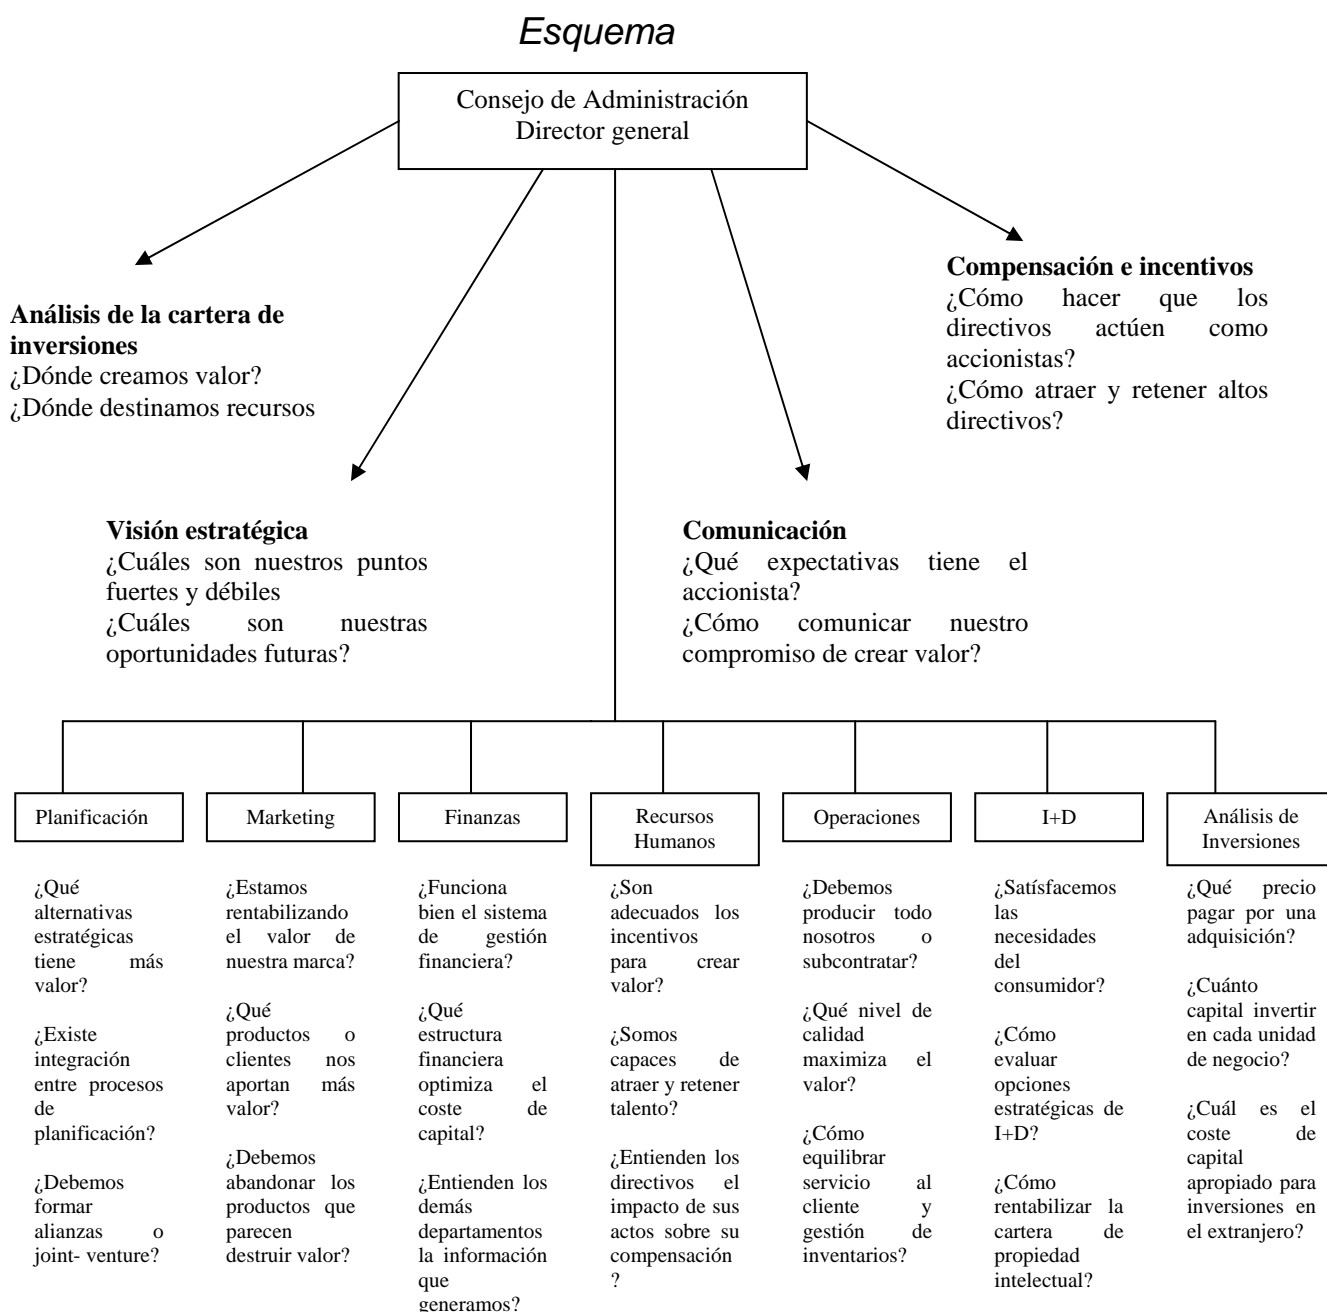 Esquema
Consejo de Administración
Director general
Análisis de la cartera de
inversiones
¿Dónde creamos valor?
¿Dónde destinamos recursos
Compensación e incentivos
¿Cómo hacer que los
directivos actúen como
accionistas?
¿Cómo atraer y retener altos
directivos?
Visión estratégica
¿Cuáles son nuestros puntos
fuertes y débiles
¿Cuáles son nuestras
oportunidades futuras?
Comunicación
¿Qué expectativas tiene el
accionista?
¿Cómo comunicar nuestro
compromiso de crear valor?
Planificación
¿Qué
alternativas
estratégicas
tiene más
valor?
¿Existe
integración
entre procesos
de
planificación?
¿Debemos
formar
alianzas o
joint- venture?
Marketing
¿Estamos
rentabilizando
el valor de
nuestra marca?
¿Qué
productos o
clientes nos
aportan más
valor?
¿Debemos
abandonar los
productos que
parecen
destruir valor?
Finanzas
¿Funciona
bien el sistema
de gestión
financiera?
¿Qué
estructura
financiera
optimiza el
coste de
capital?
¿Entienden los
demás
departamentos
la información
que
generamos?
Recursos
Humanos
¿Son
adecuados los
incentivos
para crear
valor?
¿Somos
capaces de
atraer y retener
talento?
¿Entienden los
directivos el
impacto de sus
actos sobre su
compensación
?
Operaciones
¿Debemos
producir todo
nosotros o
subcontratar?
¿Qué nivel de
calidad
maximiza el
valor?
¿Cómo
equilibrar
servicio al
cliente y
gestión de
inventarios?
I+D
¿Satísfacemos
las
necesidades
del
consumidor?
¿Cómo
evaluar
opciones
estratégicas de
I+D?
¿Cómo
rentabilizar la
cartera de
propiedad
intelectual?
Análisis de
Inversiones
¿Qué precio
pagar por una
adquisición?
¿Cuánto
capital invertir
en cada unidad
de negocio?
¿Cuál es el
coste de
capital
apropiado para
inversiones en
el extranjero?